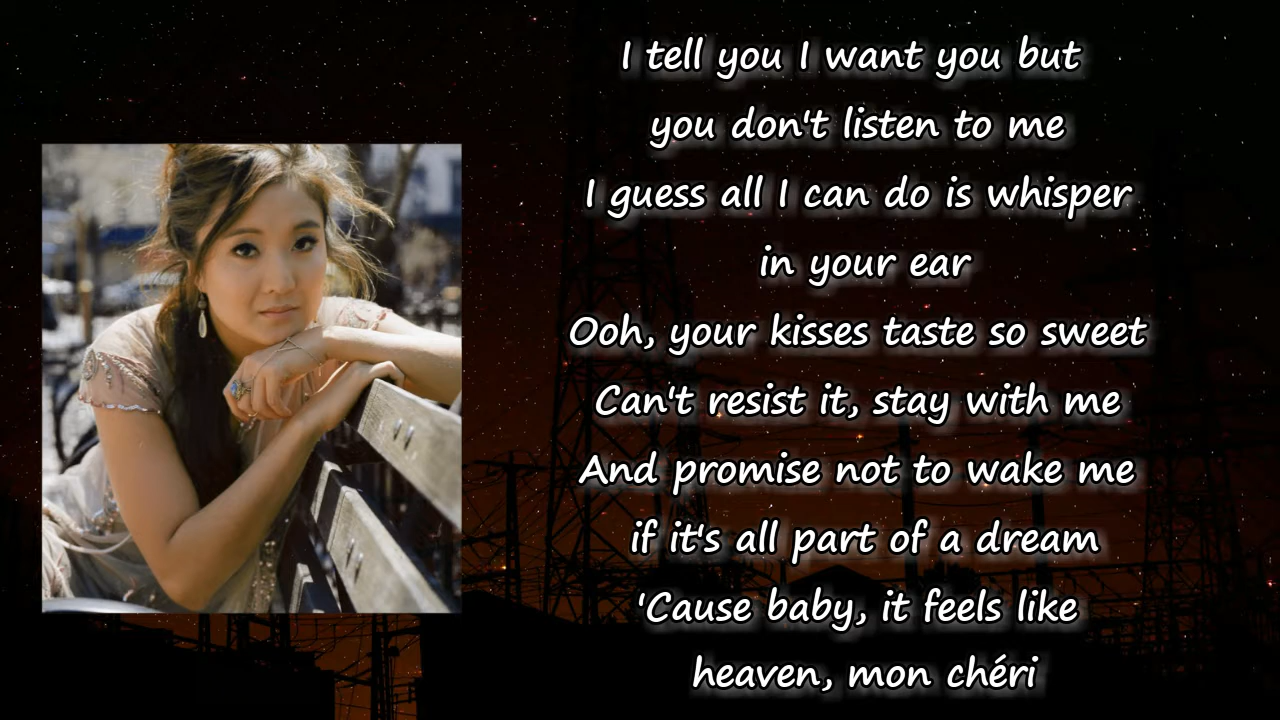 I tell you I want you but
you don't listen to me
I guess all I can do is whisper
in your ear
Ooh, your kisses taste so sweet
Can't resist it, stay with me
And promise not to wake me
if it's all part of a dream
'Cause baby, it feels like
heaven, mon chéri